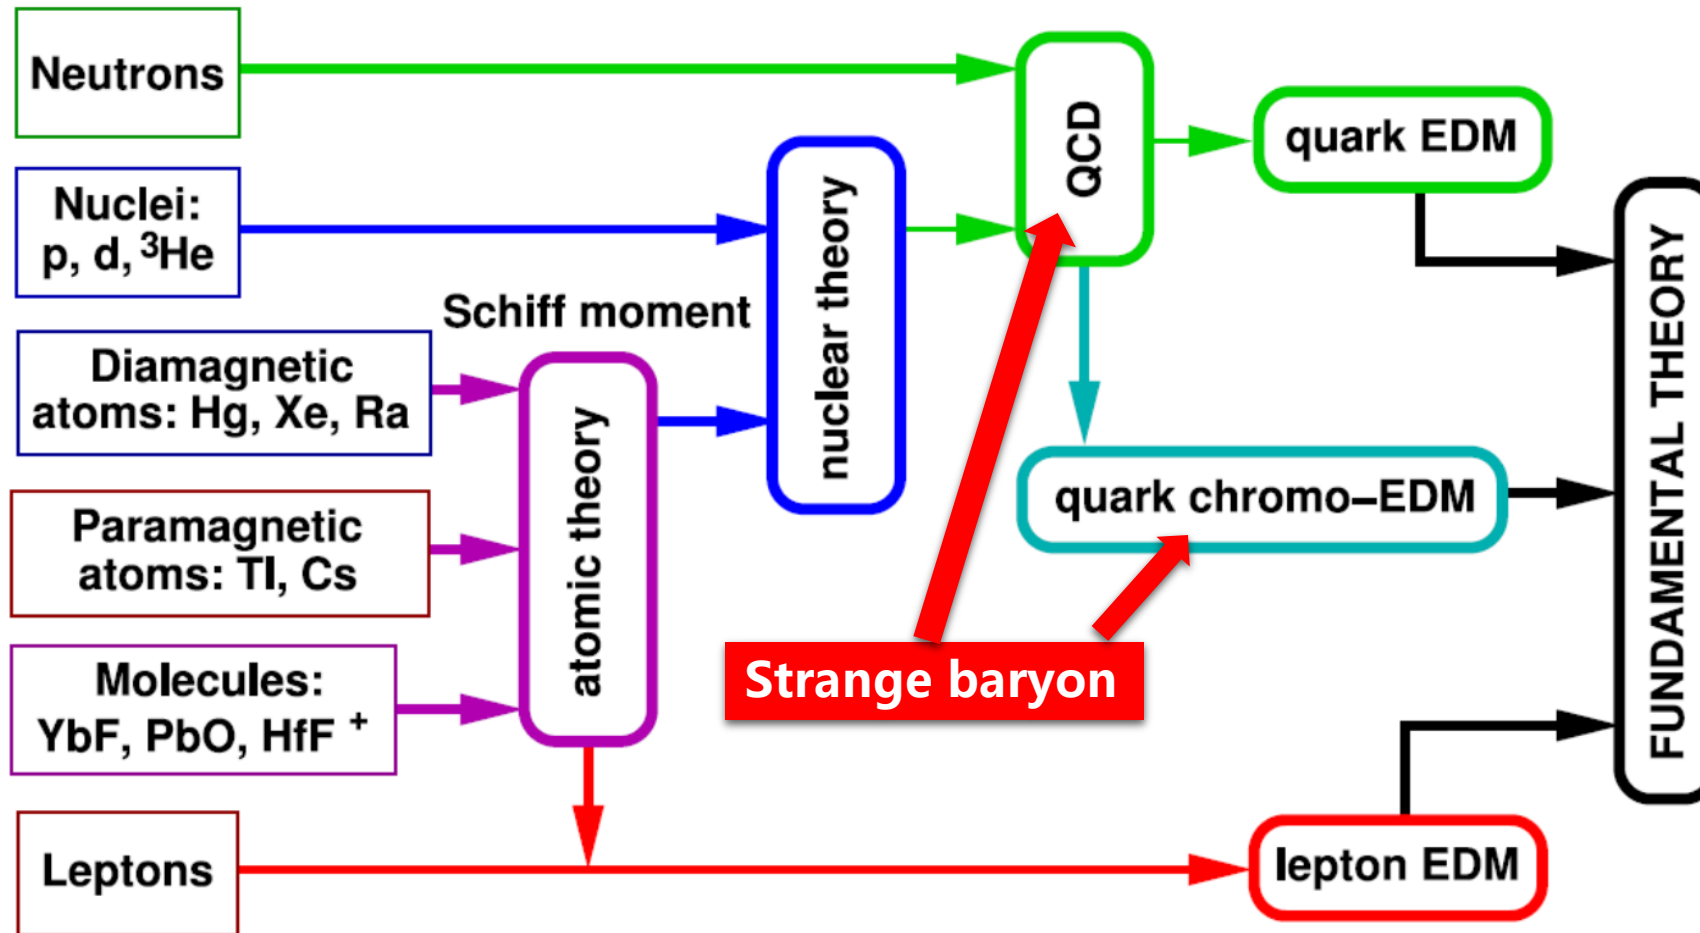 Neutrons
Nuclei:
p, d, ³He
Schiff moment
Diamagnetic
atoms: Hg, Xe, Ra
Paramagnetic
atoms: Tl, Cs
Molecules:
YbF, PbO, HfF ⁺
Leptons
atomic theory
nuclear theory
QCD
quark EDM
quark chromo–EDM
Strange baryon
lepton EDM
FUNDAMENTAL THEORY